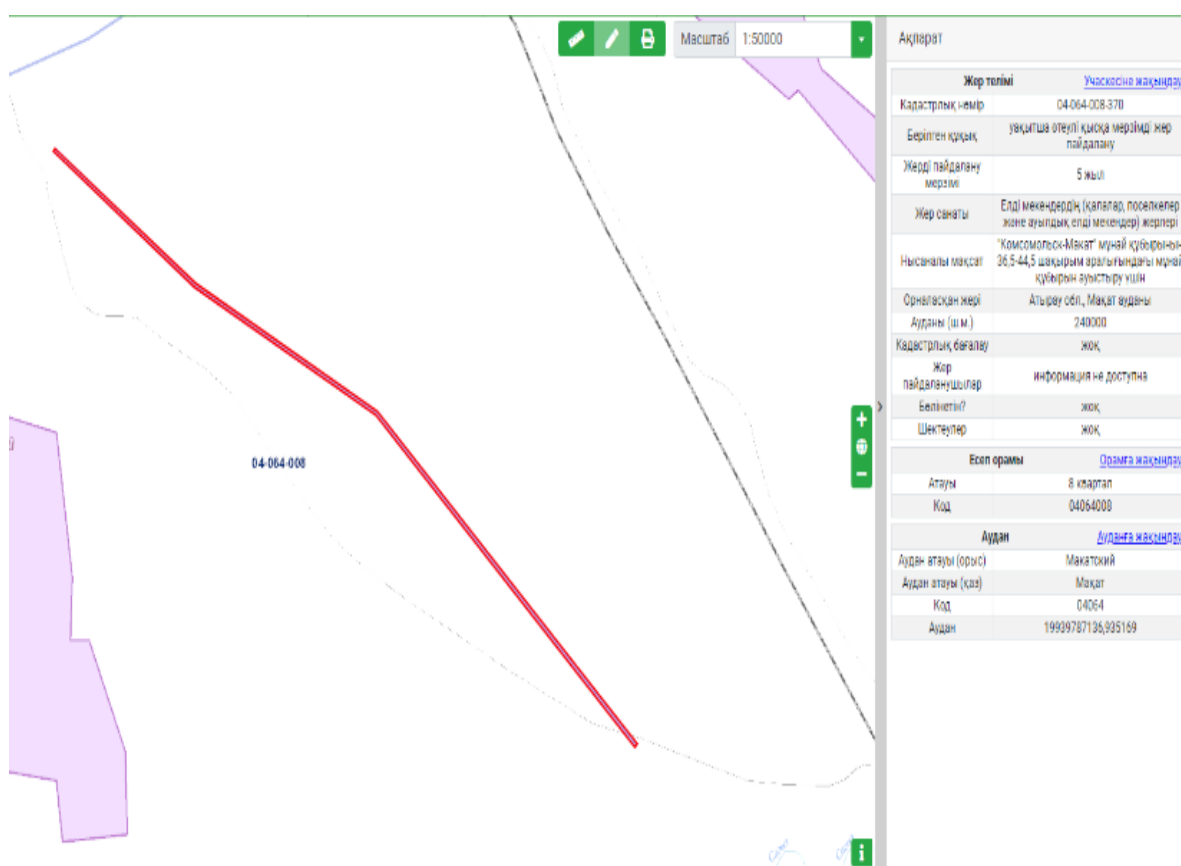 Масштаб 1:50000
04-064-008
i
Ақпарат
Жер телімі Учаскесіне жақындау
Кадастрлық нөмір 04-064-008-370
Берілген құқық уақытша өтеулі қысқа мерзімді жер
пайдалану
Жерді пайдалану
мерзімі 5 жыл
Жер санаты Елді мекендердің (қалалар, поселкелер
және ауылдық елді мекендер) жерлері
Нысаналы мақсат "Комсомольск-Мақат" мұнай
36,5-44,5 шақырым аралығындағы мұнай
құбырын ауыстыру үшін
Орналасқан жері Атырау обл., Мақат ауданы
Ауданы (ш.м.) 240000
Кадастрлық бағалау жоқ
Жер
пайдаланушылар информация не доступна
Бөлінетін? жоқ
Шектеулер жоқ
Есеп орамы Орамға жақындау
Атауы 8 квартал
Код 04064008
Аудан Ауданға жақындау
Аудан атауы (орыс) Макатский
Аудан атауы (қаз) Мақат
Код 04064
Аудан 19939787136,935169